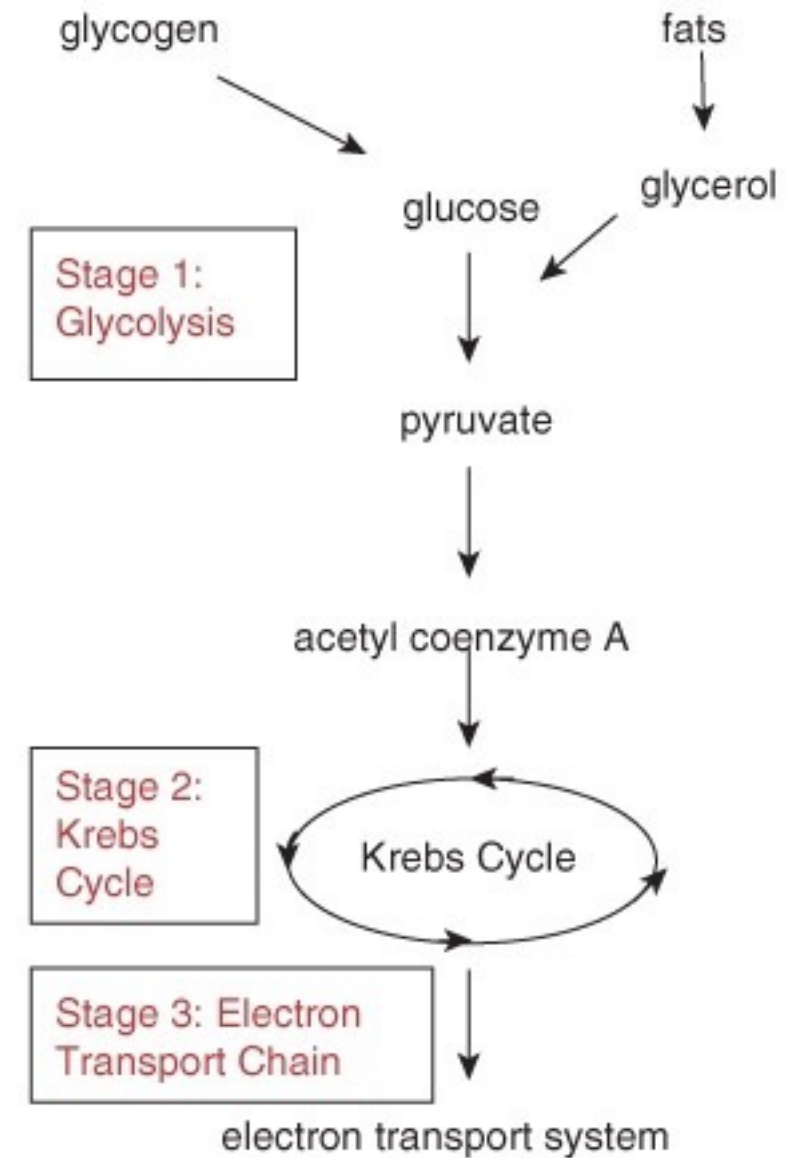 glycogen
fats
glycerol
glucose
Stage 1:
Glycolysis
pyruvate
acetyl coenzyme A
Stage 2:
Krebs
Cycle
Krebs Cycle
Stage 3: Electron
Transport Chain
electron transport system